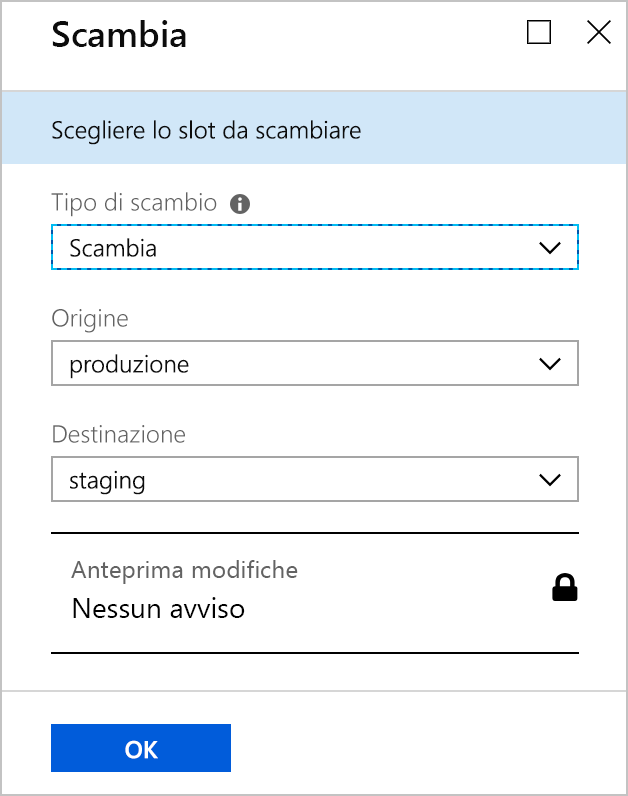 Scambia
Scegliere lo slot da scambiare
Tipo di scambio
Scambia
Origine
produzione
Destinazione
staging
Anteprima modifiche
Nessun avviso
OK